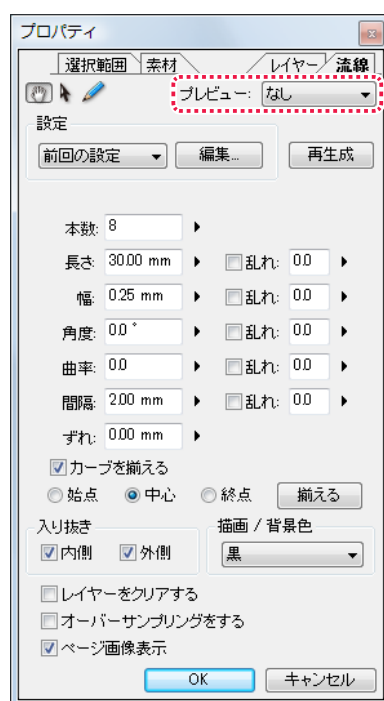 プロパティ
選択範囲 素材 レイヤー 流線
プレビュー: なし
設定
前回の設定 編集... 再生成
本数: 8
長さ: 30.00 mm 乱れ: 0.0
幅: 0.25 mm 乱れ: 0.0
角度: 0.0 ° 乱れ: 0.0
曲率: 0.0 乱れ: 0.0
間隔: 2.00 mm 乱れ: 0.0
ずれ: 0.00 mm
カーブを揃える
始点 中心 終点 揃える
入り抜き 描画 / 背景色
内側 外側 黒
レイヤーをクリアする
オーバーサンプリングをする
ページ画像表示
OK キャンセル